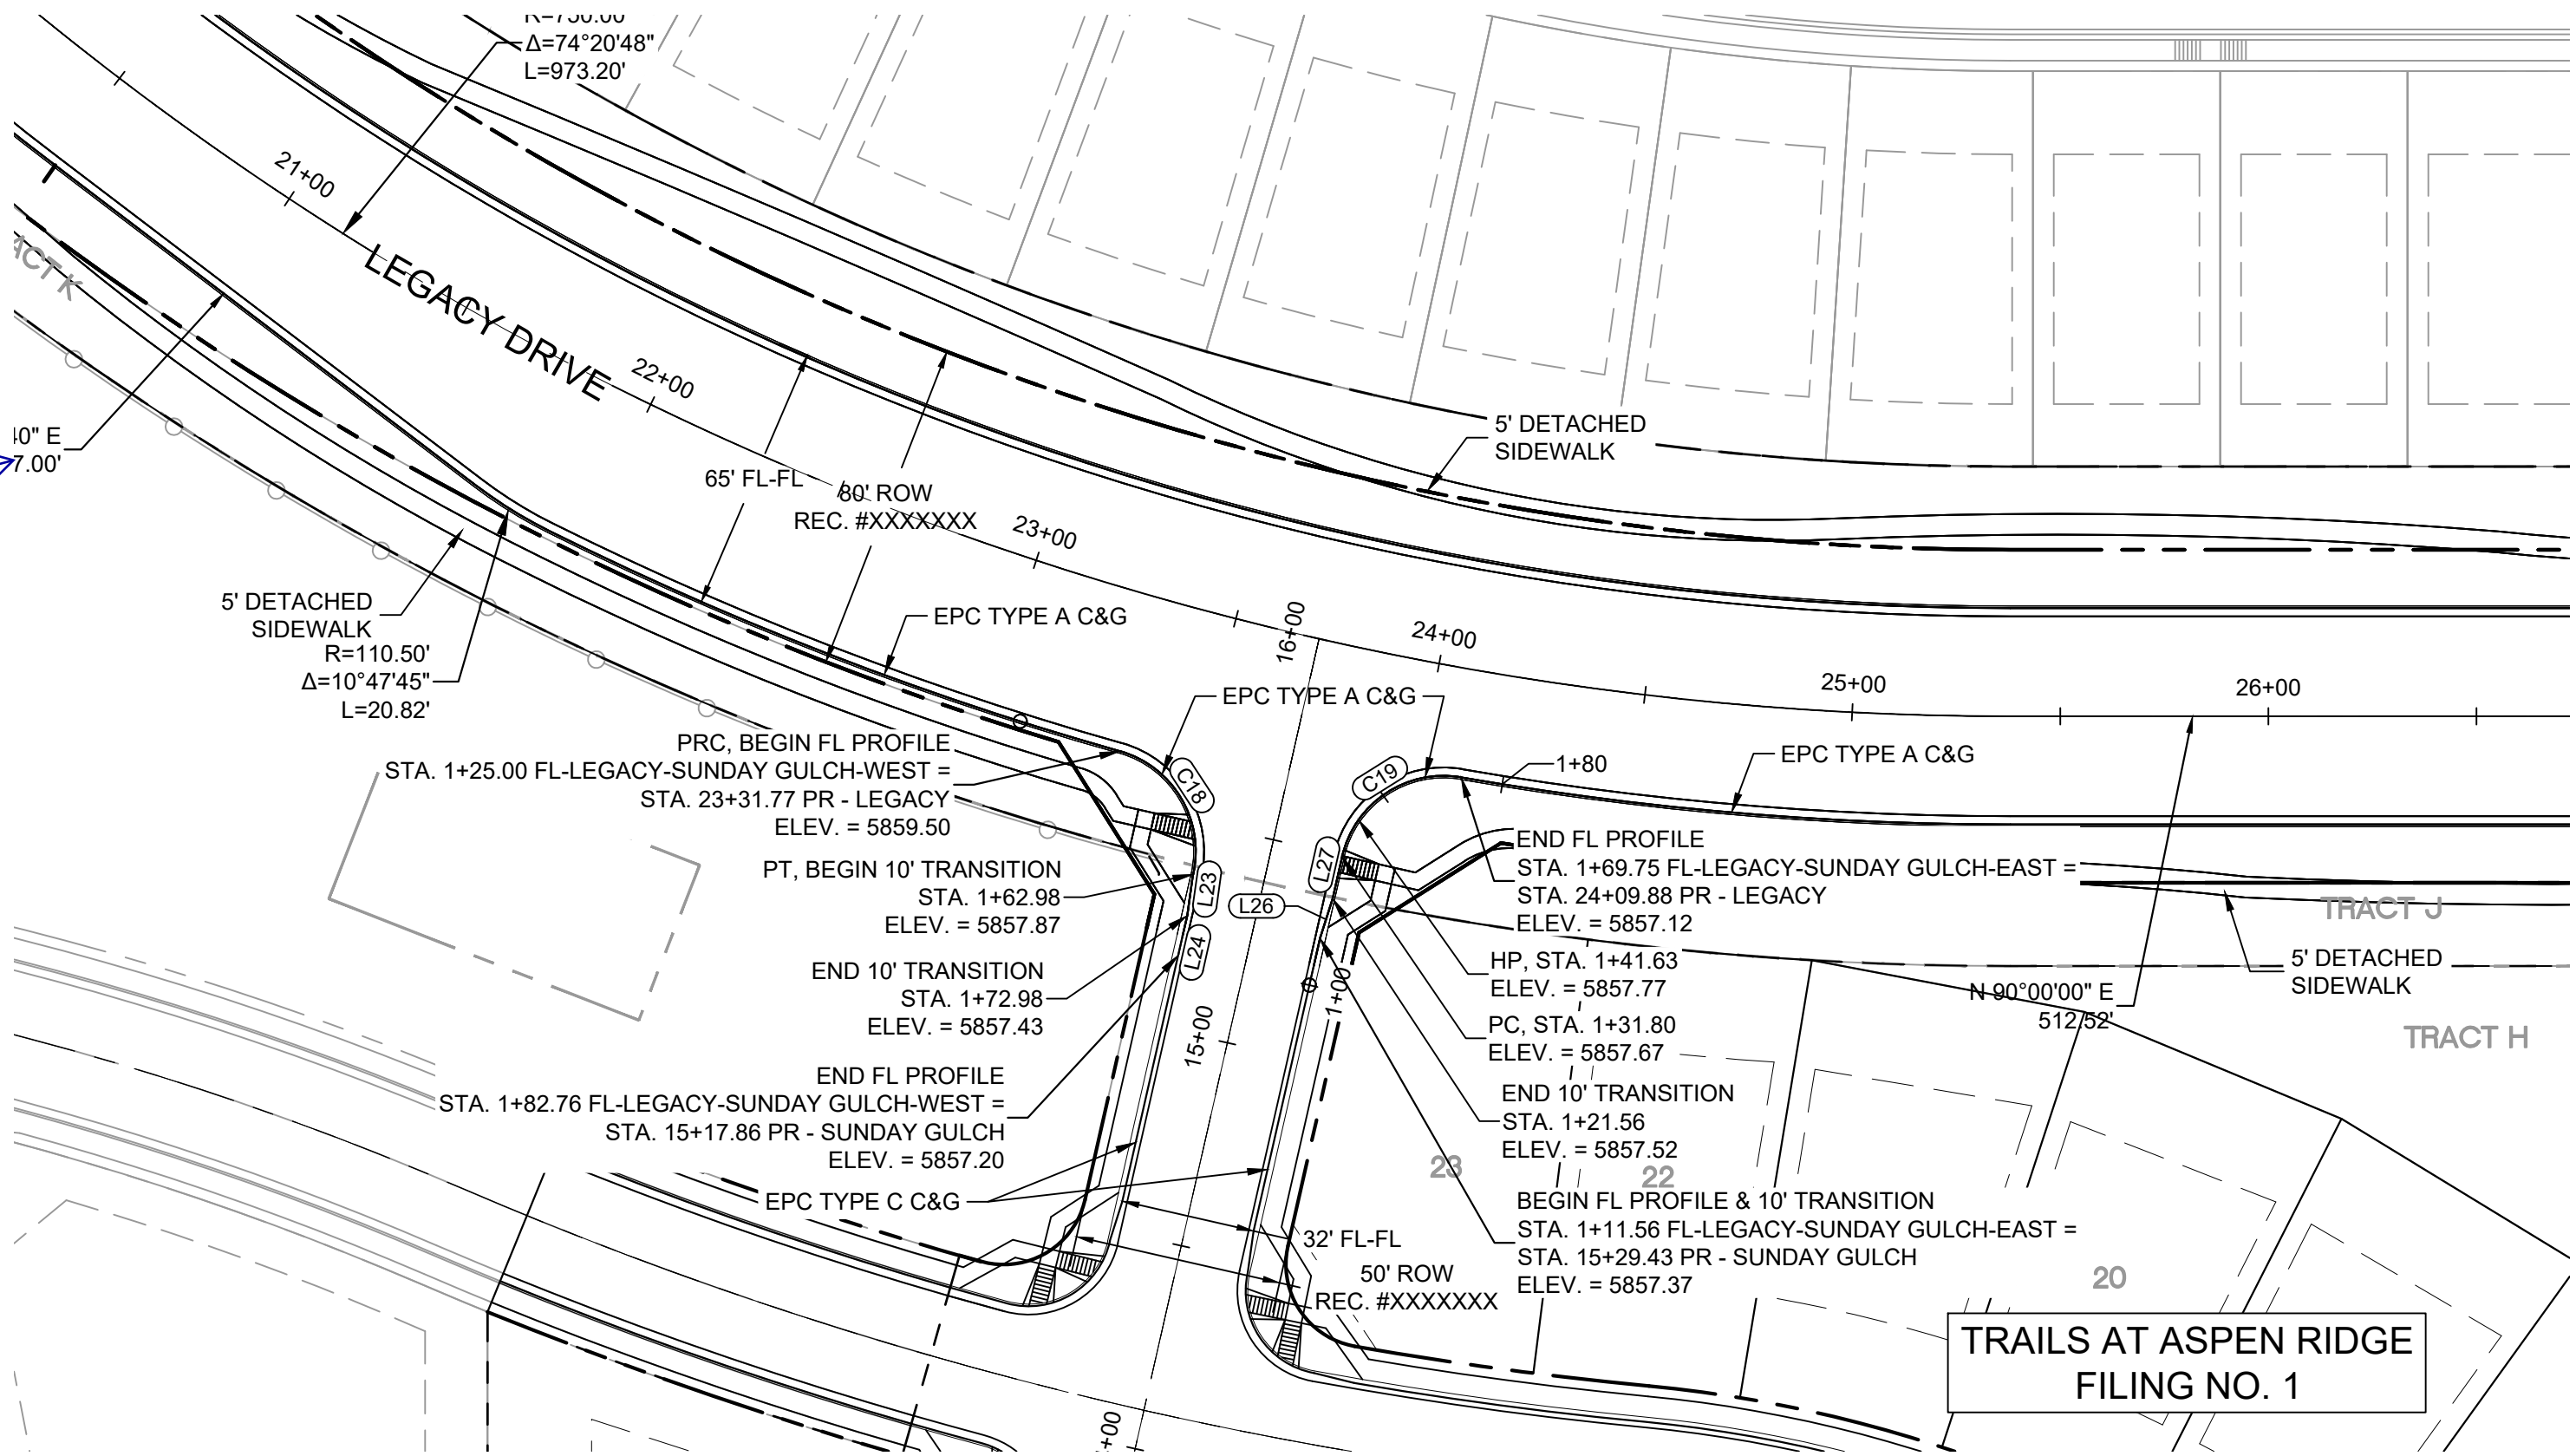 Δ=74°20'48"
L=973.20'
21+00
LEGACY DRIVE
22+00
7.00'
65' FL-FL
80' ROW
REC. #XXXXXXX
5' DETACHED
SIDEWALK
23+00
5' DETACHED
SIDEWALK
R=110.50'
Δ=10°47'45"
L=20.82'
EPC TYPE A C&G
16+00
24+00
25+00
26+00
EPC TYPE A C&G
PRC, BEGIN FL PROFILE
STA. 1+25.00 FL-LEGACY-SUNDAY GULCH-WEST =
STA. 23+31.77 PR - LEGACY
ELEV. = 5859.50
C18
C19
1+80
EPC TYPE A C&G
PT, BEGIN 10' TRANSITION
STA. 1+62.98
ELEV. = 5857.87
L23
L26
L27
END FL PROFILE
STA. 1+69.75 FL-LEGACY-SUNDAY GULCH-EAST =
STA. 24+09.88 PR - LEGACY
ELEV. = 5857.12
TRACT J
5' DETACHED
SIDEWALK
END 10' TRANSITION
STA. 1+72.98
ELEV. = 5857.43
L24
HP, STA. 1+41.63
ELEV. = 5857.77
1+00
N 90°00'00" E
512.52'
TRACT H
15+00
PC, STA. 1+31.80
ELEV. = 5857.67
END FL PROFILE
STA. 1+82.76 FL-LEGACY-SUNDAY GULCH-WEST =
STA. 15+17.86 PR - SUNDAY GULCH
ELEV. = 5857.20
END 10' TRANSITION
STA. 1+21.56
ELEV. = 5857.52
23
22
EPC TYPE C C&G
BEGIN FL PROFILE & 10' TRANSITION
STA. 1+11.56 FL-LEGACY-SUNDAY GULCH-EAST =
STA. 15+29.43 PR - SUNDAY GULCH
ELEV. = 5857.37
32' FL-FL
50' ROW
REC. #XXXXXXX
20
TRAILS AT ASPEN RIDGE
FILING NO. 1
+00